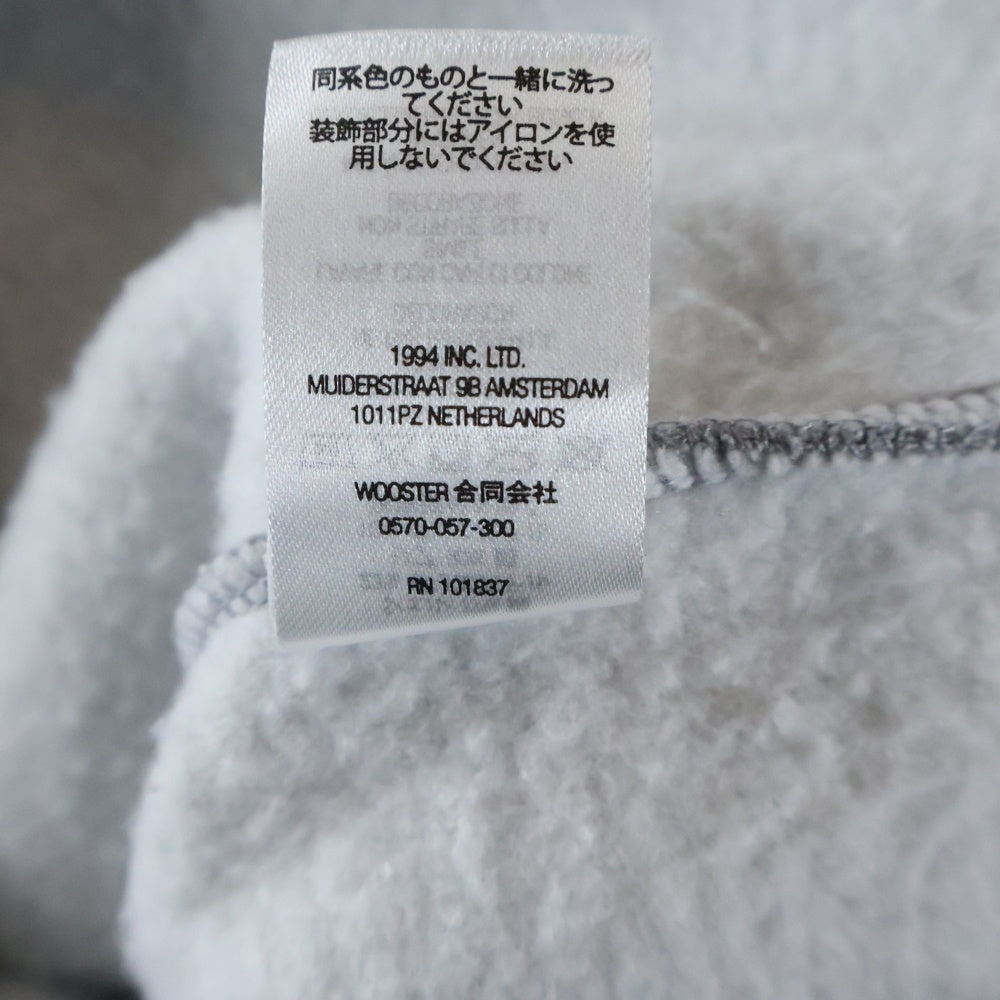 同系色のものと一緒に洗っ
てください
装飾部分にはアイロンを使
用しないでください
1994 INC. LTD.
MUIDERSTRAAT 9B AMSTERDAM
1011PZ NETHERLANDS
WOOSTER 合同会社
0570-057-300
RN 101837